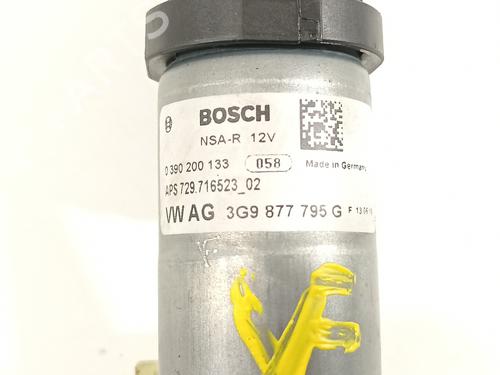 BOSCH
NSA-R 12V
0 390 200 133 058 Made in Germany
APS 729.716523_02
VW AG 3G9 877 795 G